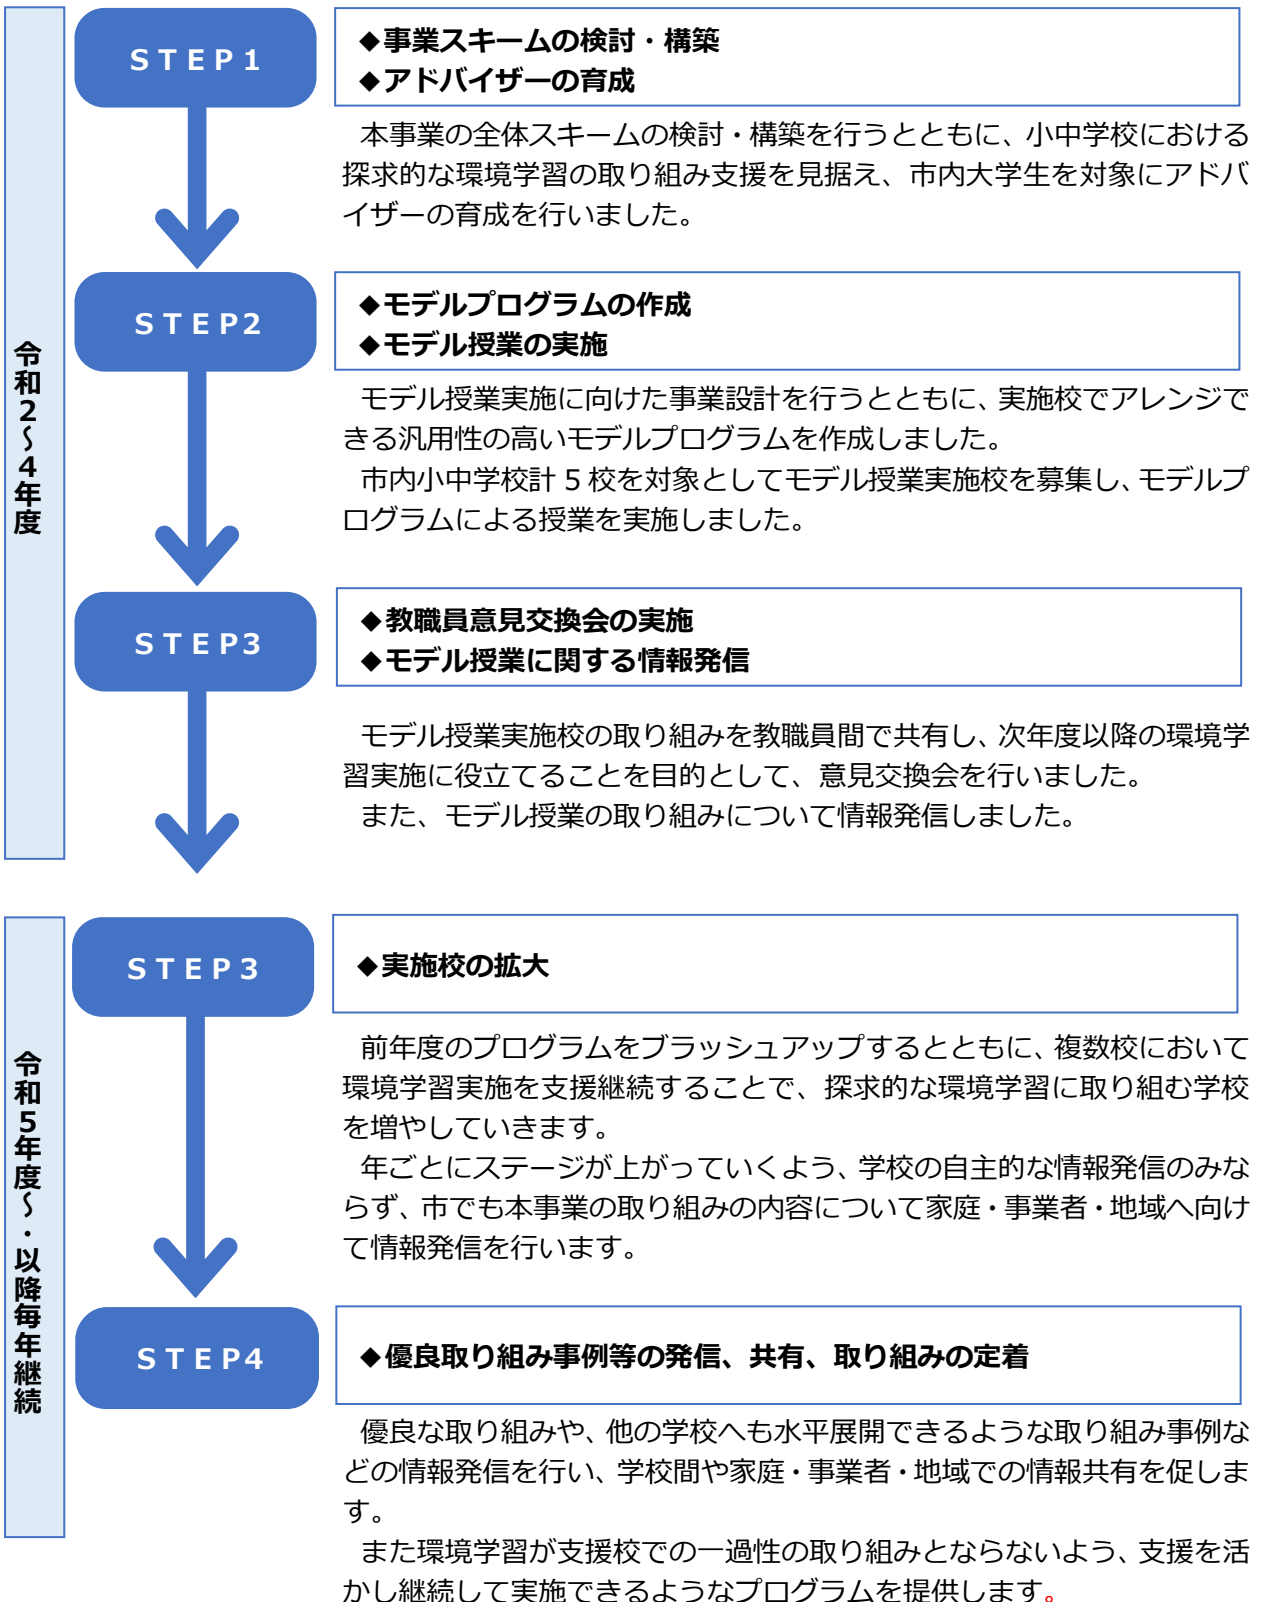 令和2～4年度
STEP1
◆事業スキームの検討・構築
◆アドバイザーの育成
本事業の全体スキームの検討・構築を行うとともに、小中学校における
探求的な環境学習の取り組み支援を見据え、市内大学生を対象にアドバ
イザーの育成を行いました。
STEP2
◆モデルプログラムの作成
◆モデル授業の実施
モデル授業実施に向けた事業設計を行うとともに、実施校でアレンジで
きる汎用性の高いモデルプログラムを作成しました。
市内小中学校計 5 校を対象としてモデル授業実施校を募集し、モデルプ
ログラムによる授業を実施しました。
STEP3
◆教職員意見交換会の実施
◆モデル授業に関する情報発信
モデル授業実施校の取り組みを教職員間で共有し、次年度以降の環境学
習実施に役立てることを目的として、意見交換会を行いました。
また、モデル授業の取り組みについて情報発信しました。
令和5年度～・以降毎年継続
STEP3
◆実施校の拡大
前年度のプログラムをブラッシュアップするとともに、複数校において
環境学習実施を支援継続することで、探求的な環境学習に取り組む学校
を増やしていきます。
年ごとにステージが上がっていくよう、学校の自主的な情報発信のみな
らず、市でも本事業の取り組みの内容について家庭・事業者・地域へ向け
て情報発信を行います。
STEP4
◆優良取り組み事例等の発信、共有、取り組みの定着
優良な取り組みや、他の学校へも水平展開できるような取り組み事例な
どの情報発信を行い、学校間や家庭・事業者・地域での情報共有を促しま
す。
また環境学習が支援校での一過性の取り組みとならないよう、支援を活
かし継続して実施できるようなプログラムを提供します。